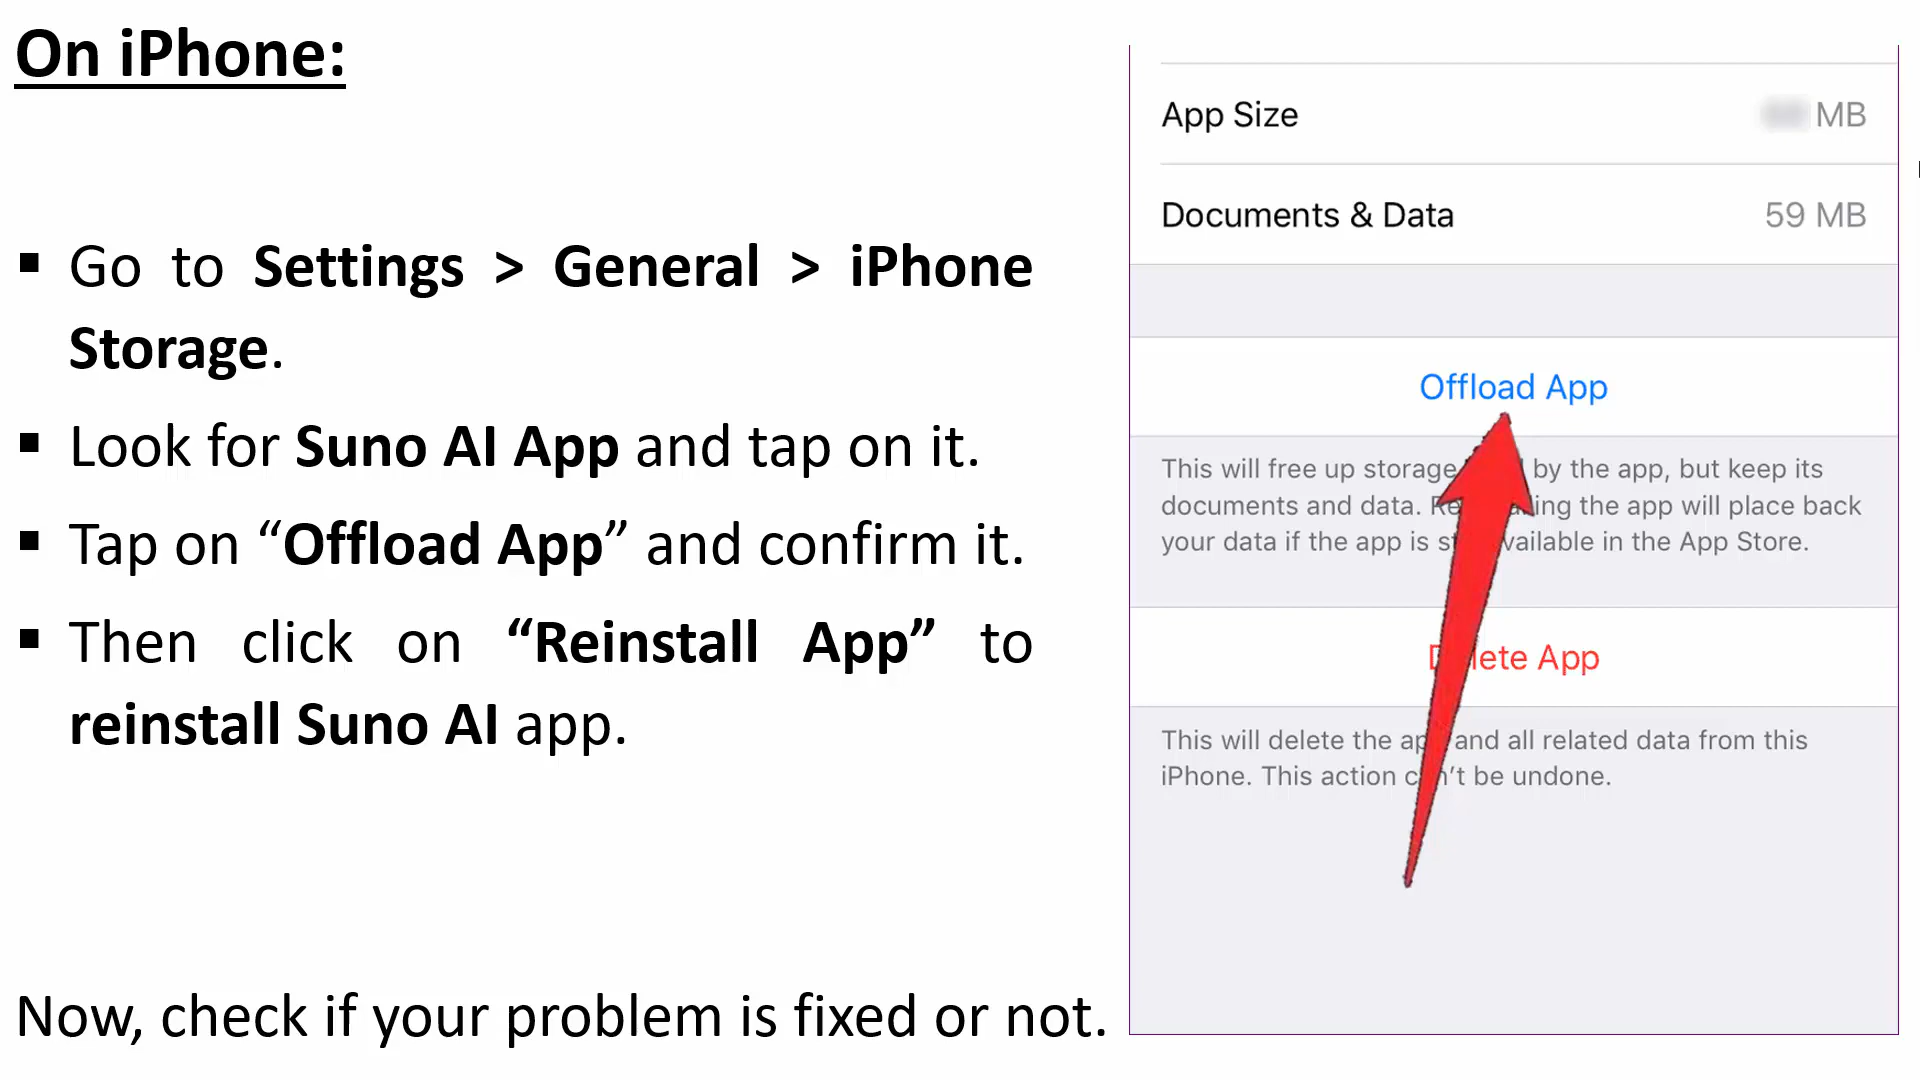 On iPhone:
▪ Go to Settings > General > iPhone
Storage.
▪ Look for Suno AI App and tap on it.
▪ Tap on “Offload App” and confirm it.
▪ Then click on “Reinstall App” to
reinstall Suno AI app.
Now, check if your problem is fixed or not.
App Size MB
Documents & Data 59 MB
Offload App
This will free up storage by the app, but keep its
documents and data. the app will place back
your data if the app is available in the App Store.
Delete App
This will delete the app and all related data from this
iPhone. This action can't be undone.